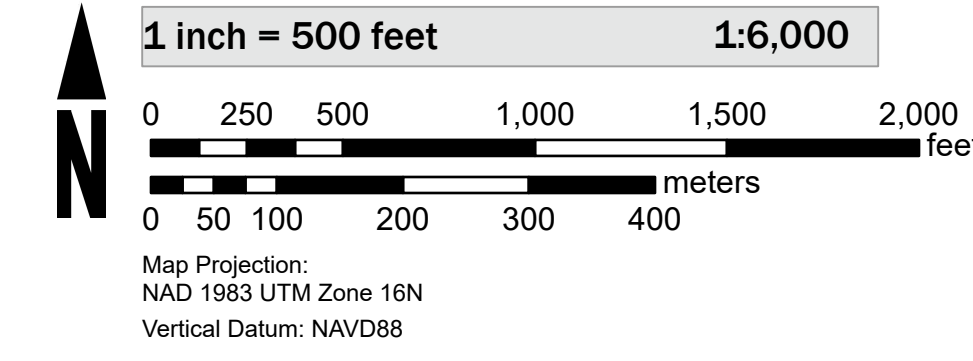 1 inch = 500 feet 1:6,000
0 250 500 1,000 1,500 2,000
feet
meters
0 50 100 200 300 400
N
Map Projection:
NAD 1983 UTM Zone 16N
Vertical Datum: NAVD88